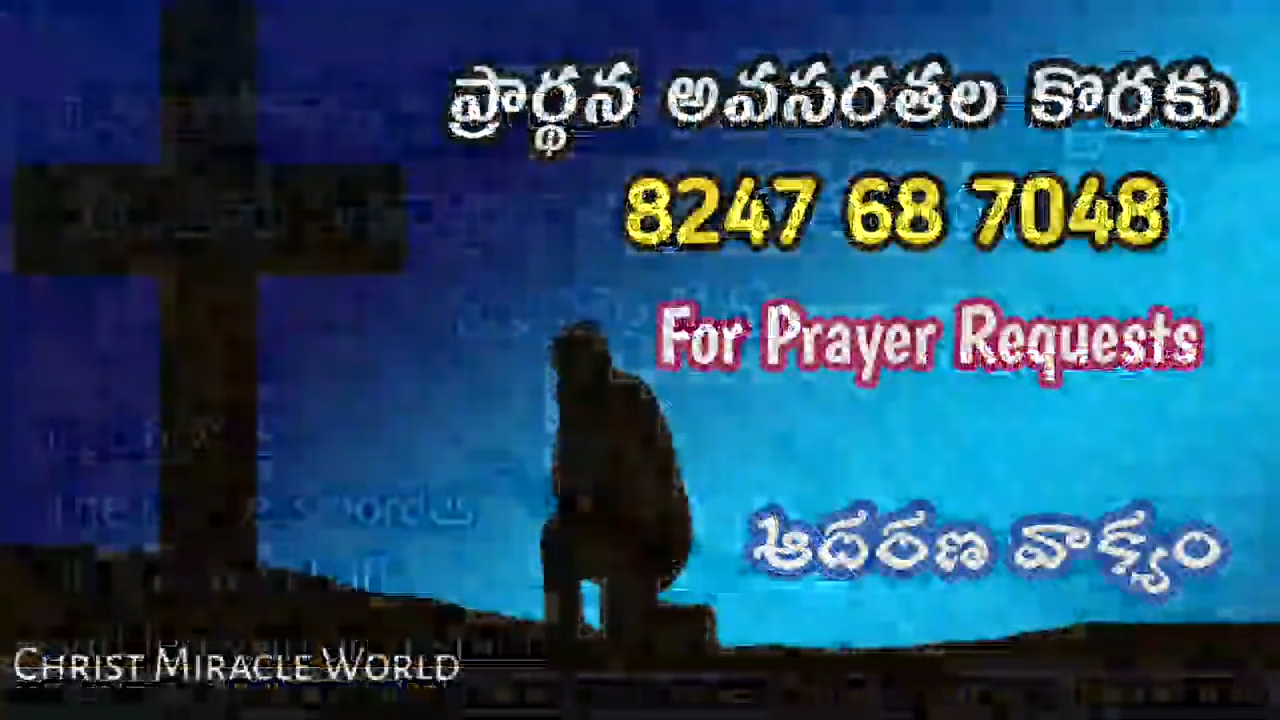 ప్రార్థన అవసరతల కొరకు
8247 68 7048
For Prayer Requests
ఆదరణ వాక్యం
CHRIST MIRACLE WORLD